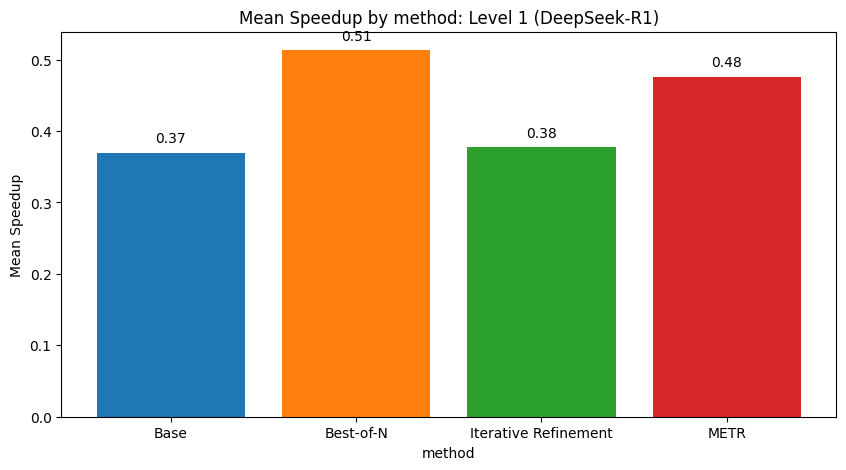 Mean Speedup by method: Level 1 (DeepSeek-R1)
Mean Speedup
0.5
0.4
0.3
0.2
0.1
0.0
0.37
0.51
0.38
0.48
Base
Best-of-N
Iterative Refinement
METR
method